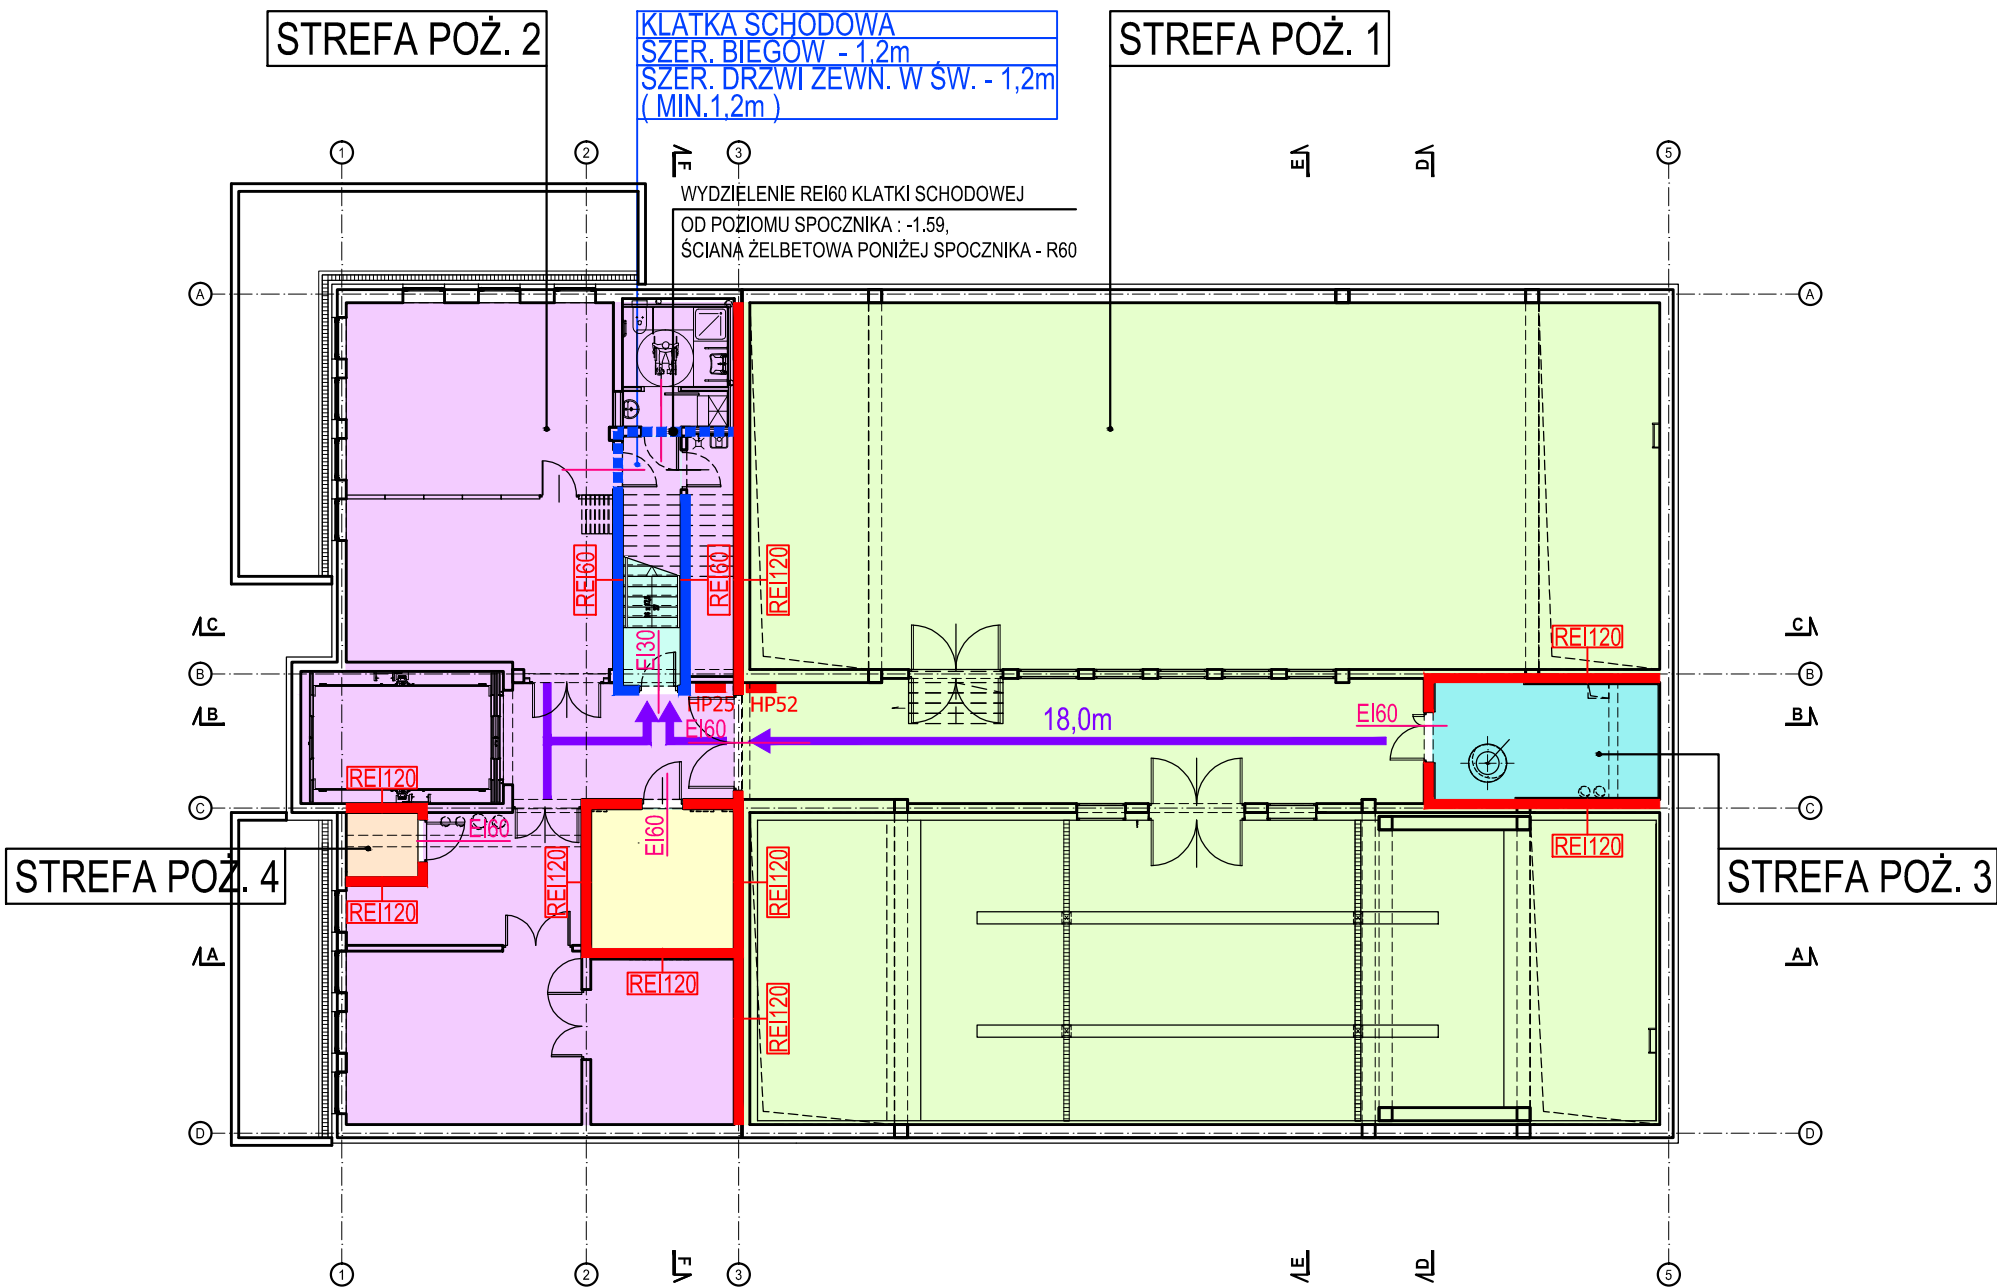 STREFA POŻ. 2
KLATKA SCHODOWA
SZER. BIEGÓW - 1,2m
SZER. DRZWI ZEWN. W ŚW. - 1,2m
( MIN.1,2m )
STREFA POŻ. 1
1
2
F
3
E
D
5
WYDZIELENIE REI60 KLATKI SCHODOWEJ
OD POZIOMU SPOCZNIKA : -1.59,
ŚCIANA ŻELBETOWA PONIŻEJ SPOCZNIKA - R60
A
A
REI60
REI60
REI120
C
C
EI30
REI120
B
B
HP25
HP52
B
B
18,0m
EI60
EI60
REI120
C
C
EI60
EI60
REI120
STREFA POŻ. 4
REI120
REI120
REI120
STREFA POŻ. 3
A
A
REI120
REI120
D
D
F
E
D
1
2
3
5